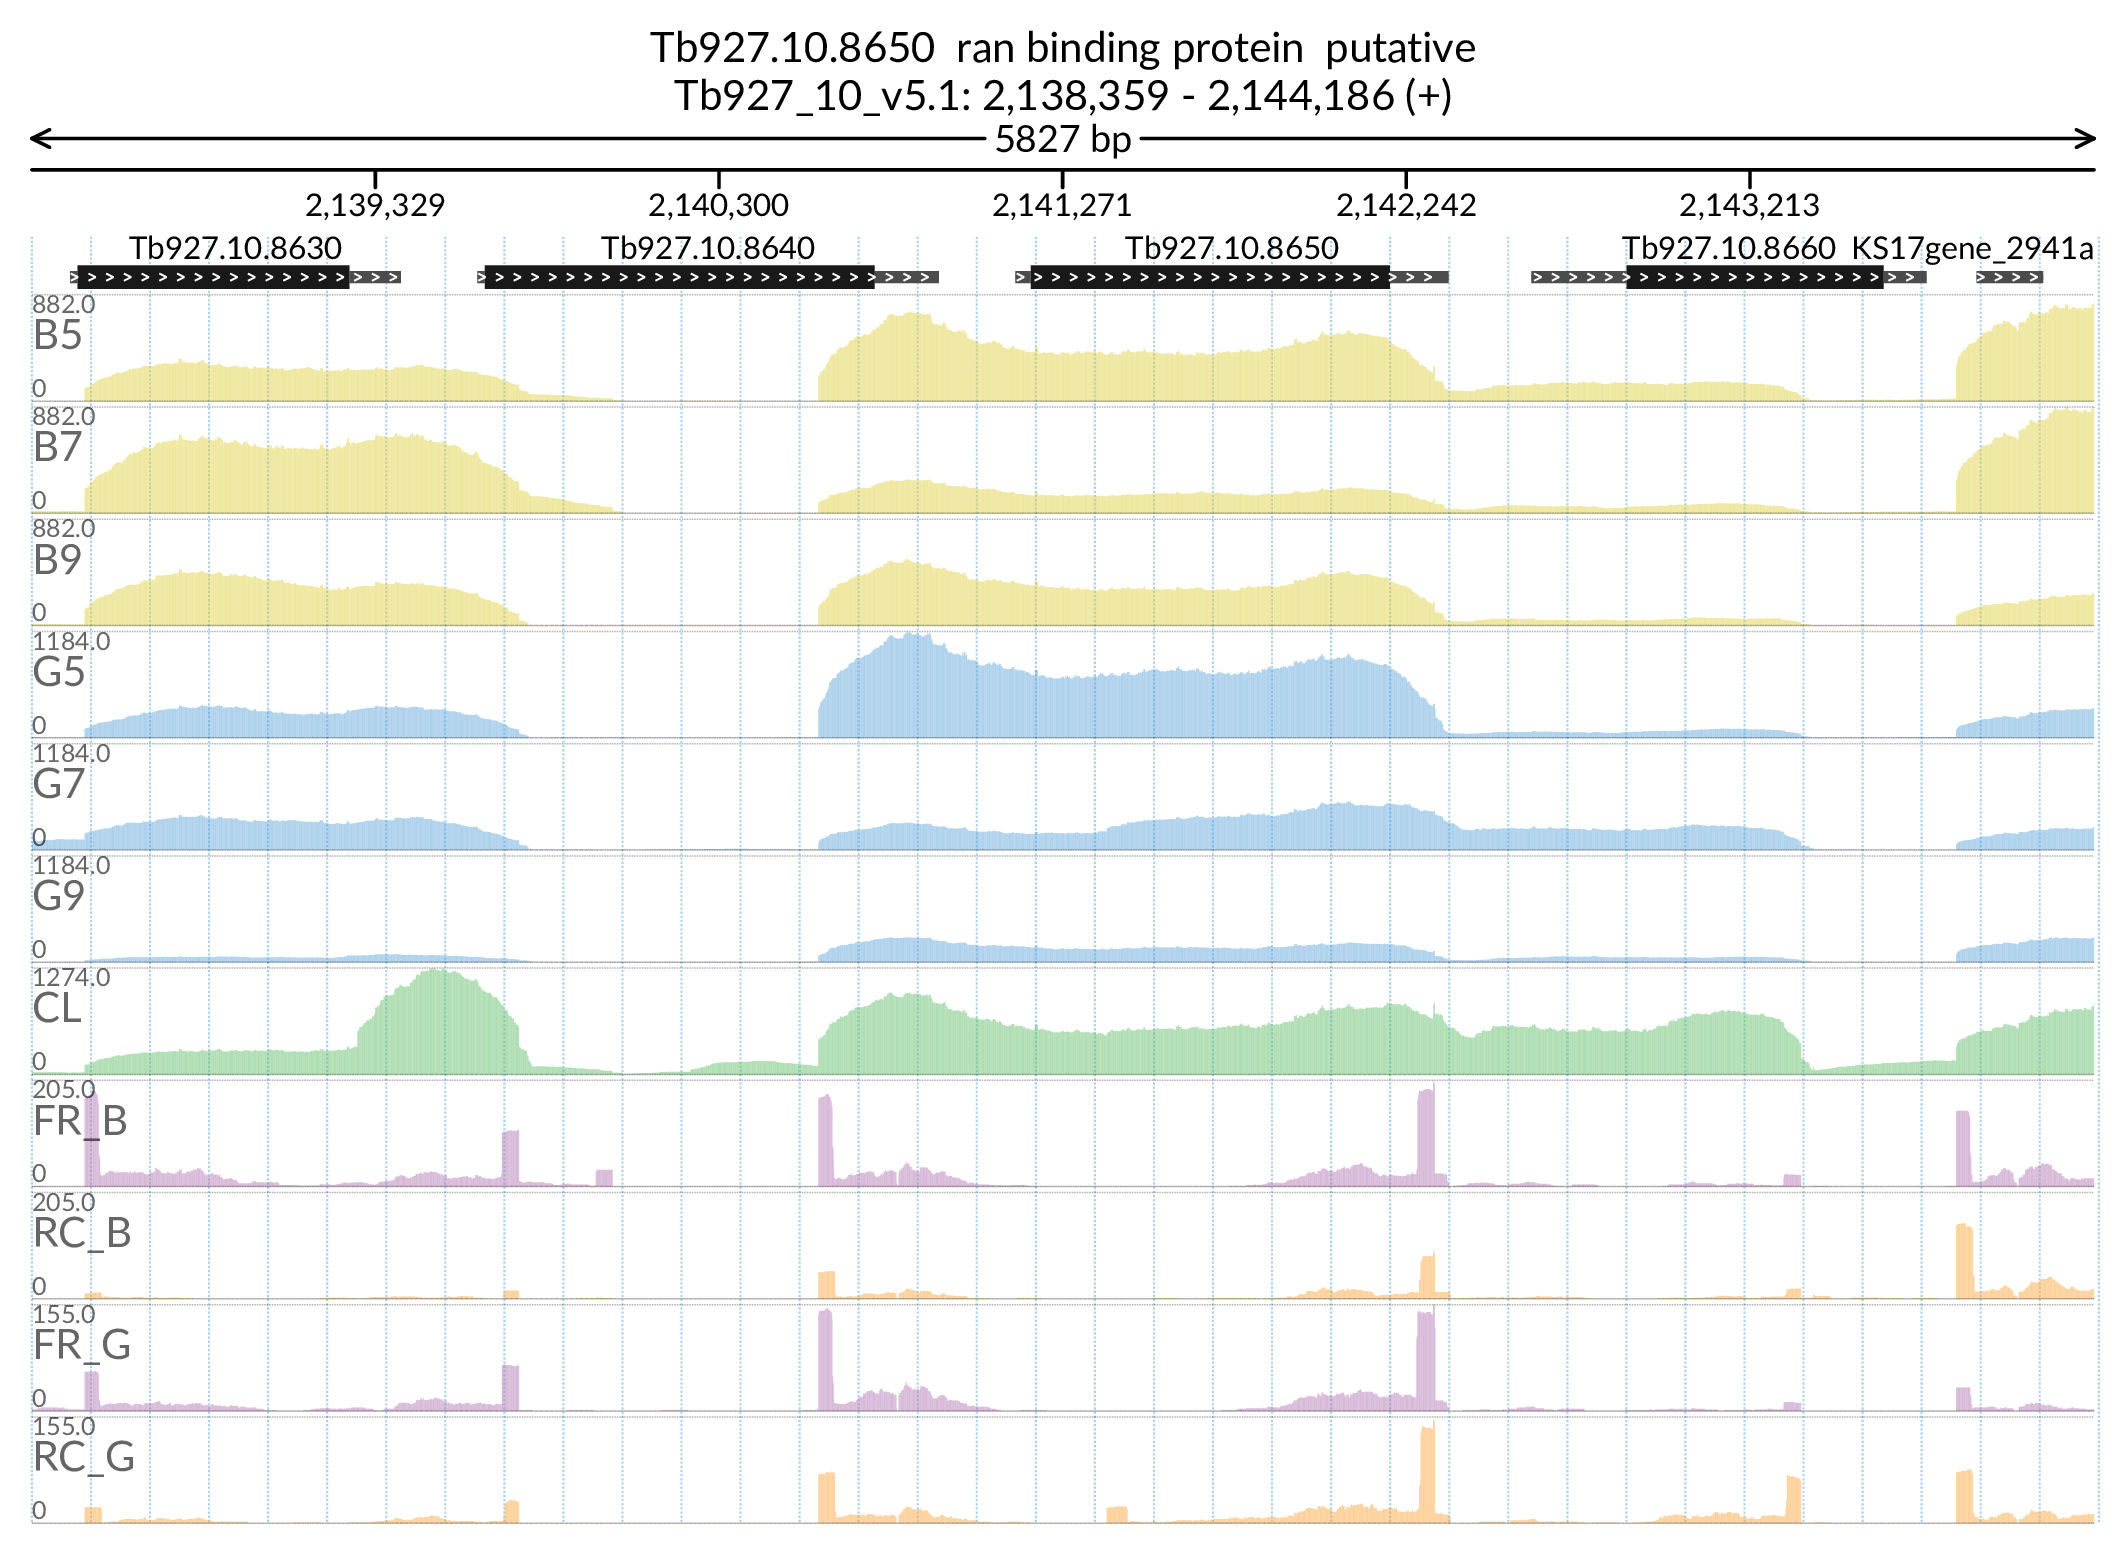 Tb927.10.8650  ran binding protein  putative
Tb927_10_v5.1: 2,138,359 - 2,144,186 (+)
5827 bp
2,139,329 2,140,300 2,141,271 2,142,242 2,143,213
Tb927.10.8630 Tb927.10.8640 Tb927.10.8650 Tb927.10.8660 KS17gene_2941a
882.0
B5
0
882.0
B7
0
882.0
B9
0
1184.0
G5
0
1184.0
G7
0
1184.0
G9
0
1274.0
CL
0
205.0
FR_B
0
205.0
RC_B
0
155.0
FR_G
0
155.0
RC_G
0